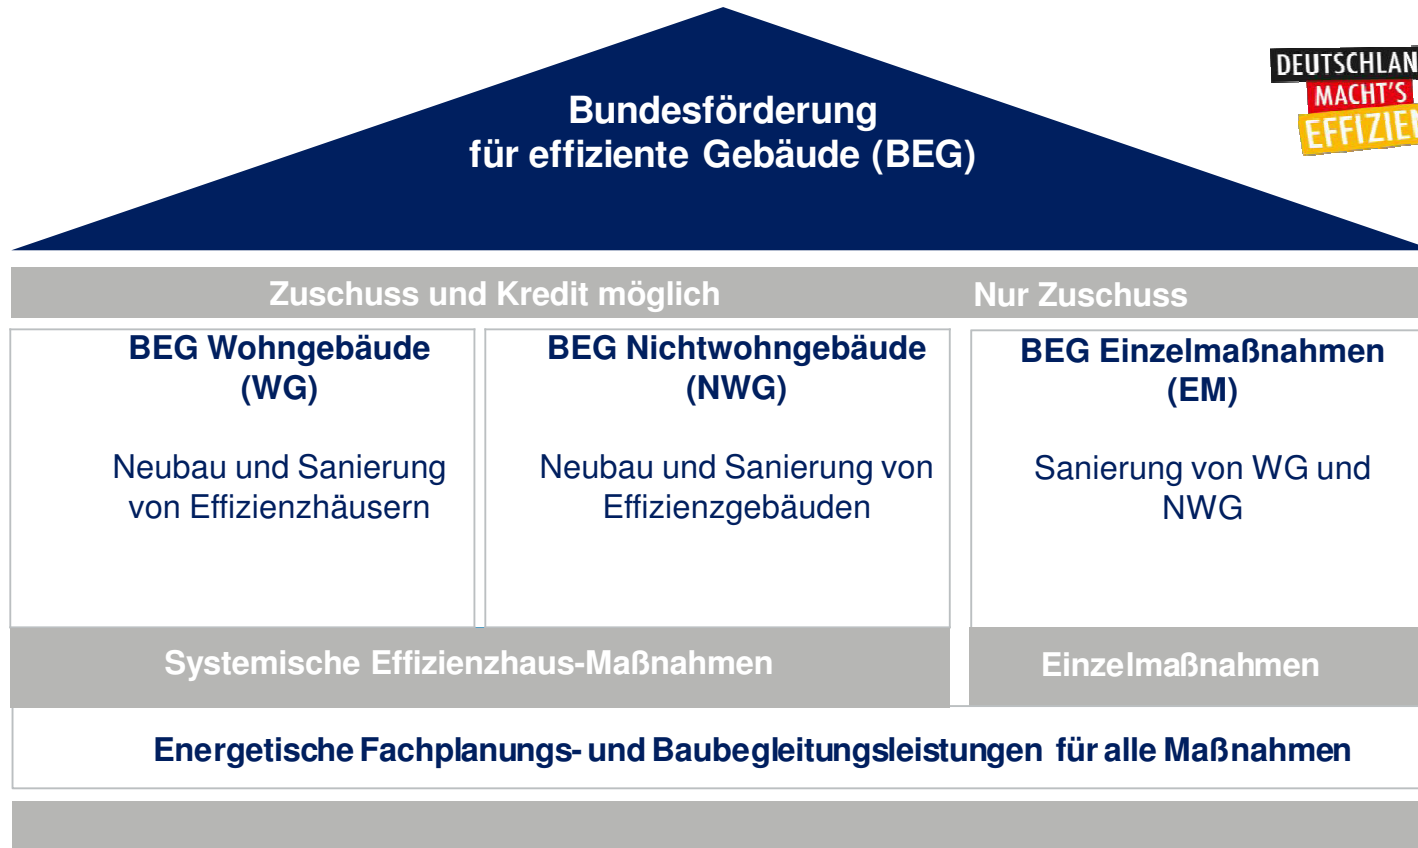 Bundesförderung
für effiziente Gebäude (BEG)
DEUTSCHLAN
MACHT'S
EFFIZIEN
Zuschuss und Kredit möglich
Nur Zuschuss
BEG Wohngebäude
(WG)
Neubau und Sanierung
von Effizienzhäusern
BEG Nichtwohngebäude
(NWG)
Neubau und Sanierung von
Effizienzgebäuden
BEG Einzelmaßnahmen
(EM)
Sanierung von WG und
NWG
Systemische Effizienzhaus-Maßnahmen
Einzelmaßnahmen
Energetische Fachplanungs- und Baubegleitungsleistungen für alle Maßnahmen